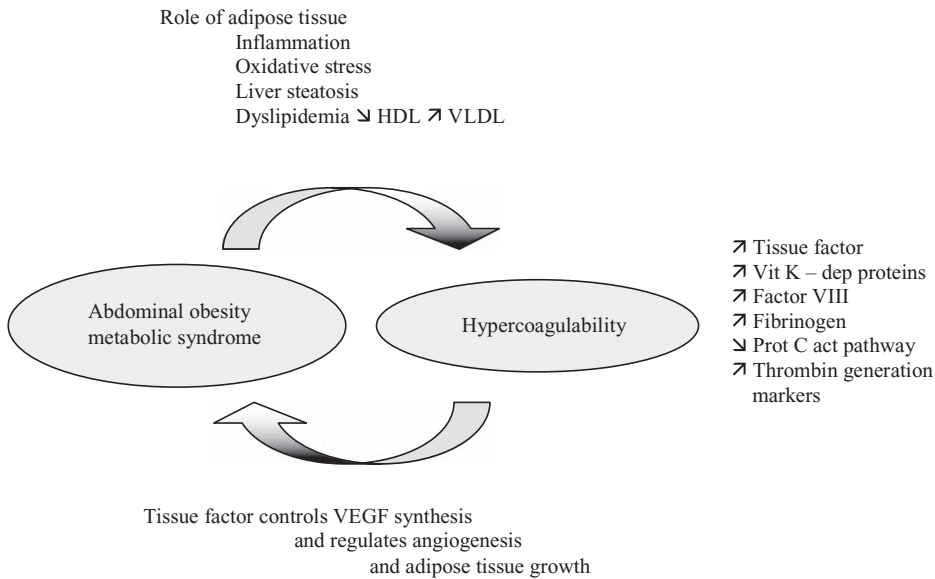 Role of adipose tissue
Inflammation
Oxidative stress
Liver steatosis
Dyslipidemia ↘ HDL ↗ VLDL
Abdominal obesity
metabolic syndrome
Hypercoagulability
↗ Tissue factor
↗ Vit K – dep proteins
↗ Factor VIII
↗ Fibrinogen
↘ Prot C act pathway
↗ Thrombin generation
markers
Tissue factor controls VEGF synthesis
and regulates angiogenesis
and adipose tissue growth